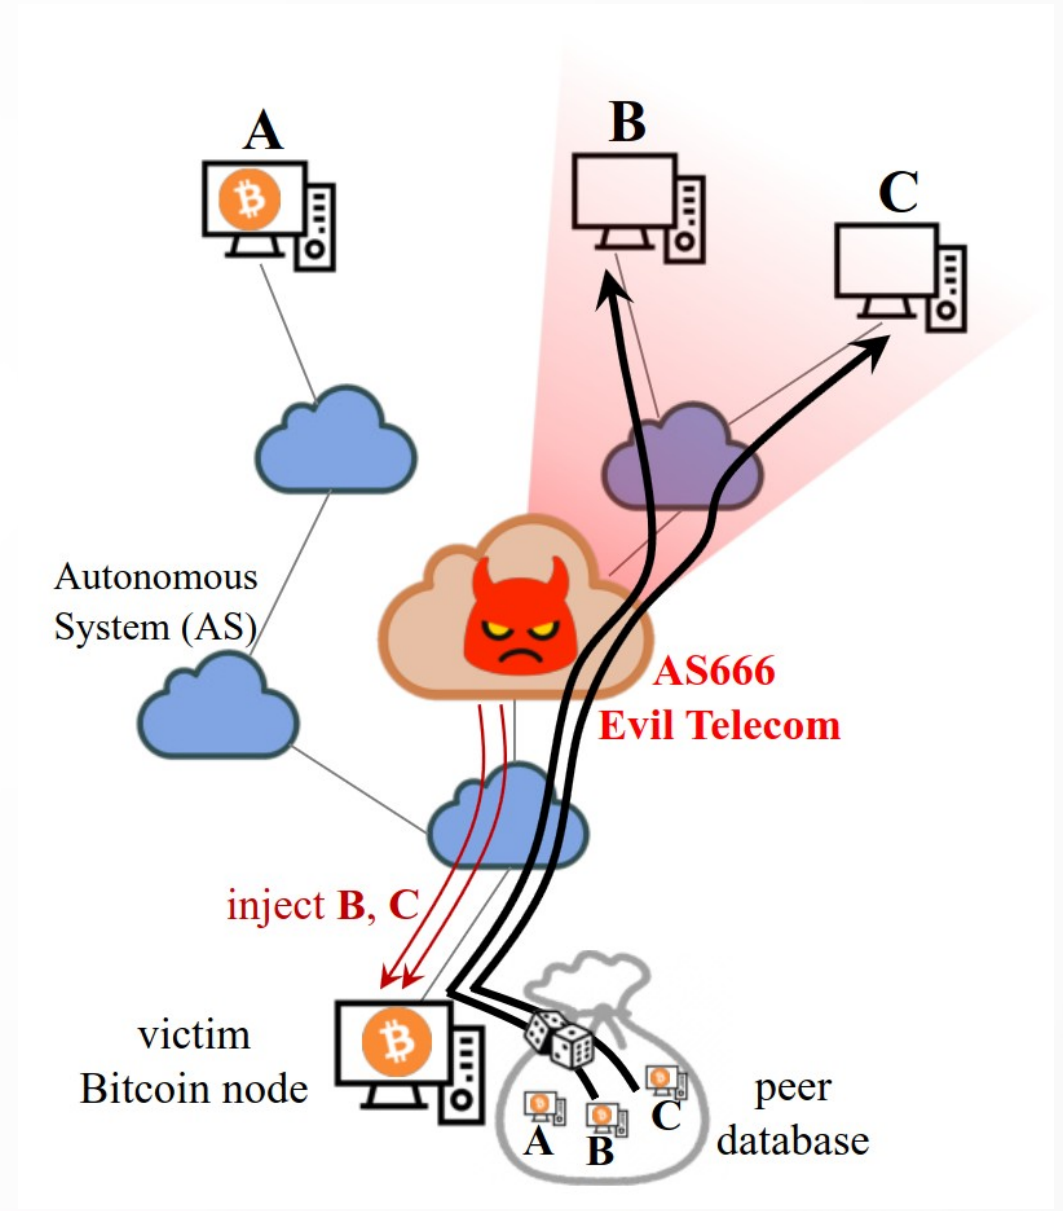 A
B
C
Autonomous
System (AS)
AS666
Evil Telecom
inject B, C
victim
Bitcoin node
A
B
C
peer
database